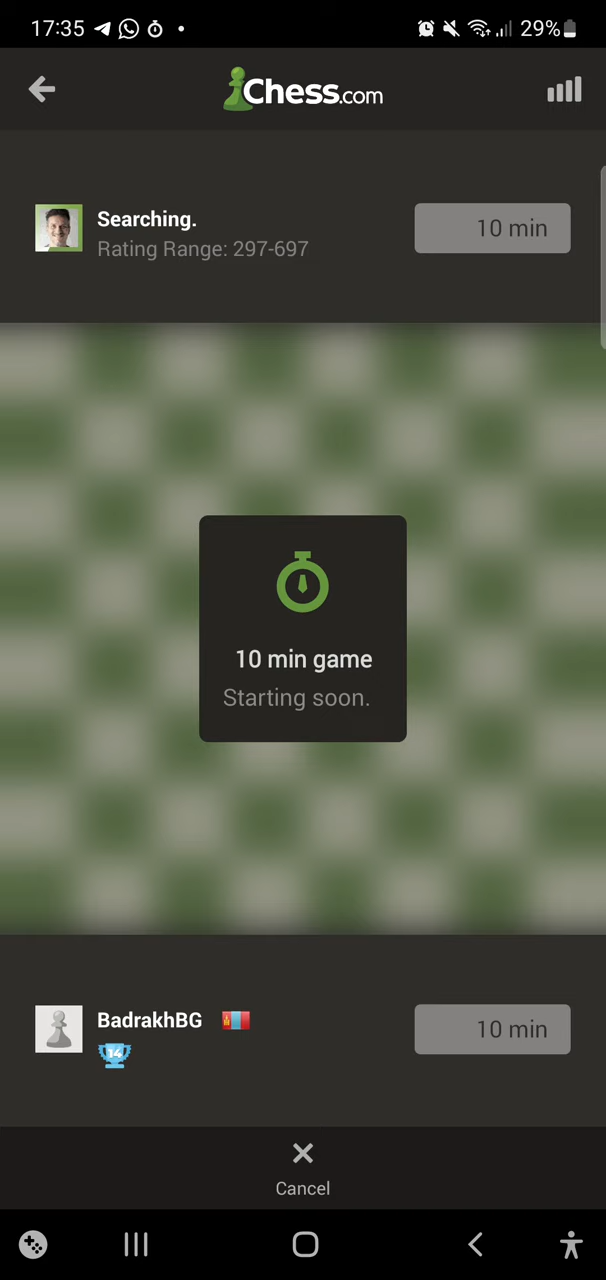 17:35
29%
Chess.com
Searching.
Rating Range: 297-697
10 min
10 min game
Starting soon.
BadrakhBG
14
10 min
Cancel